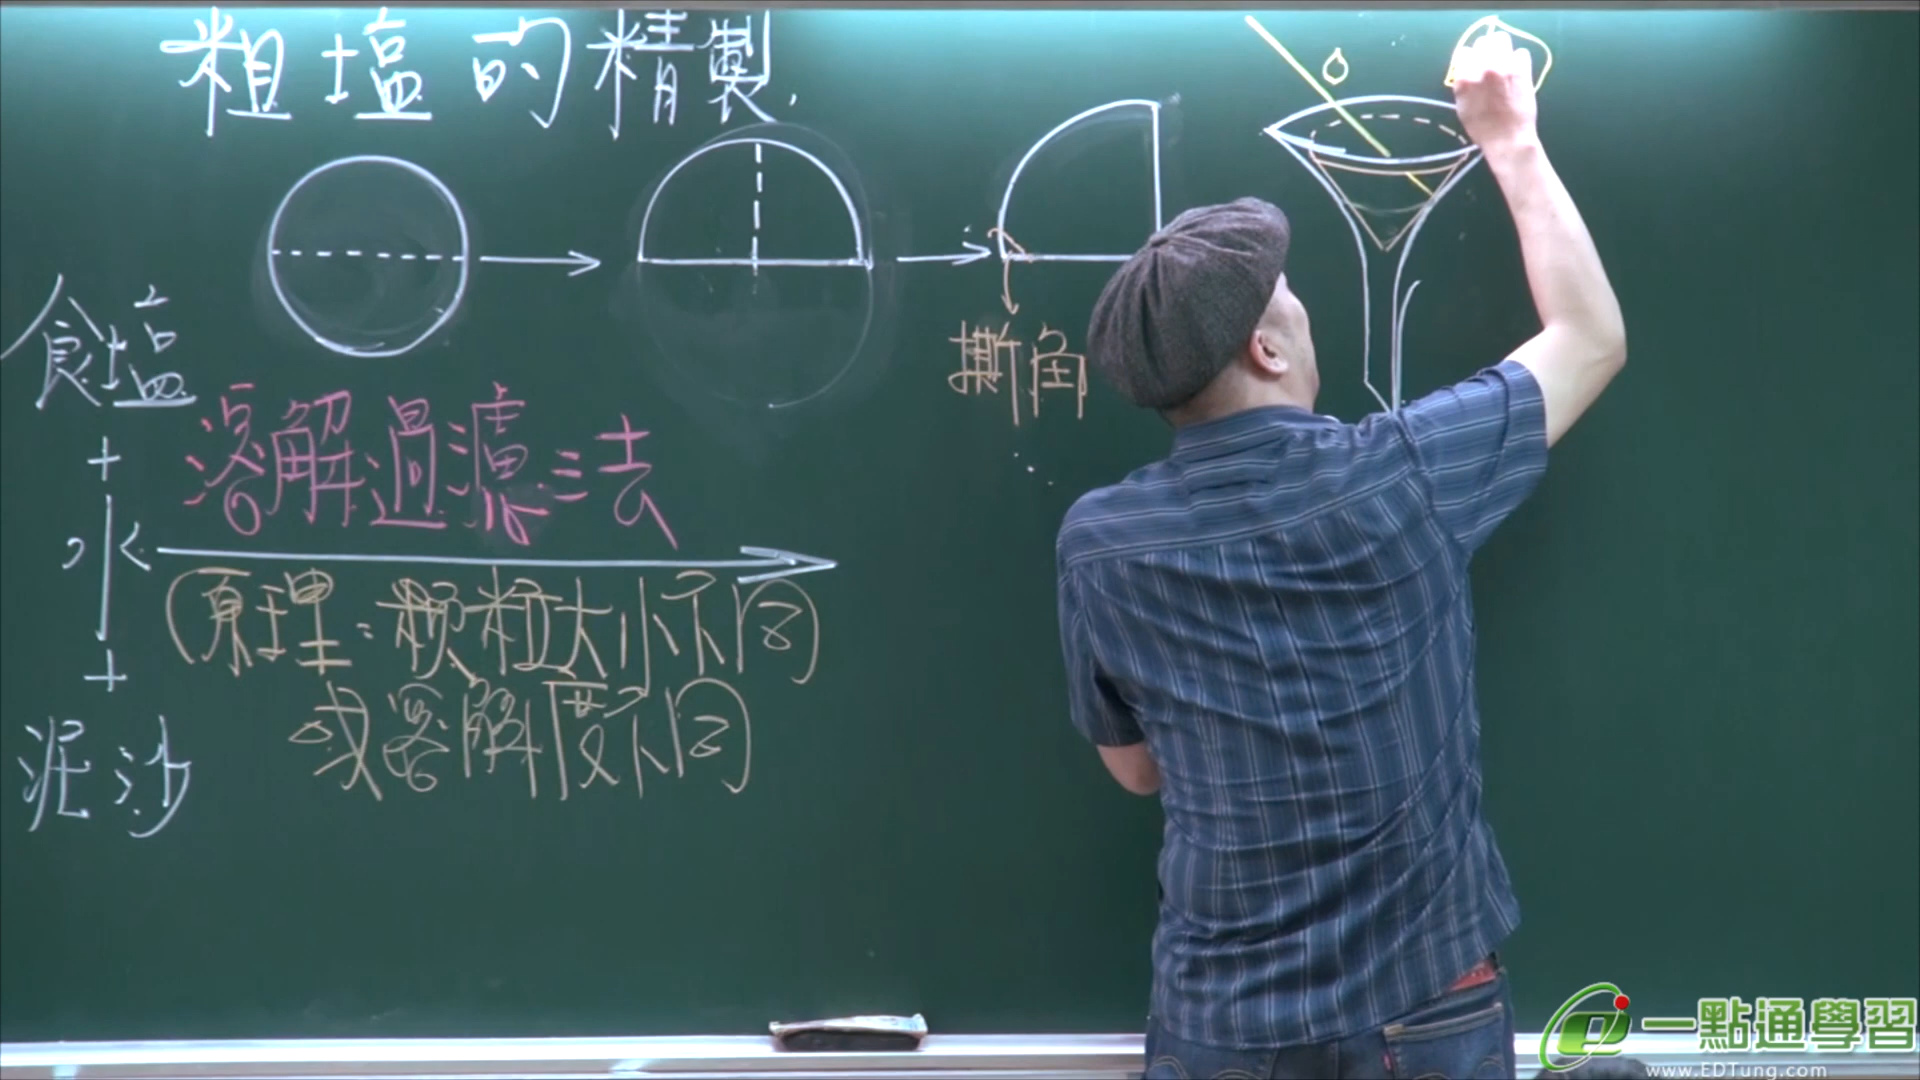 粗塩的精製
食塩
+
水
+
泥沙
溶解過濾法
(原理:顆粒大小不同)
或溶解度不同)
撕角
一點通學習
www.EDTung.com